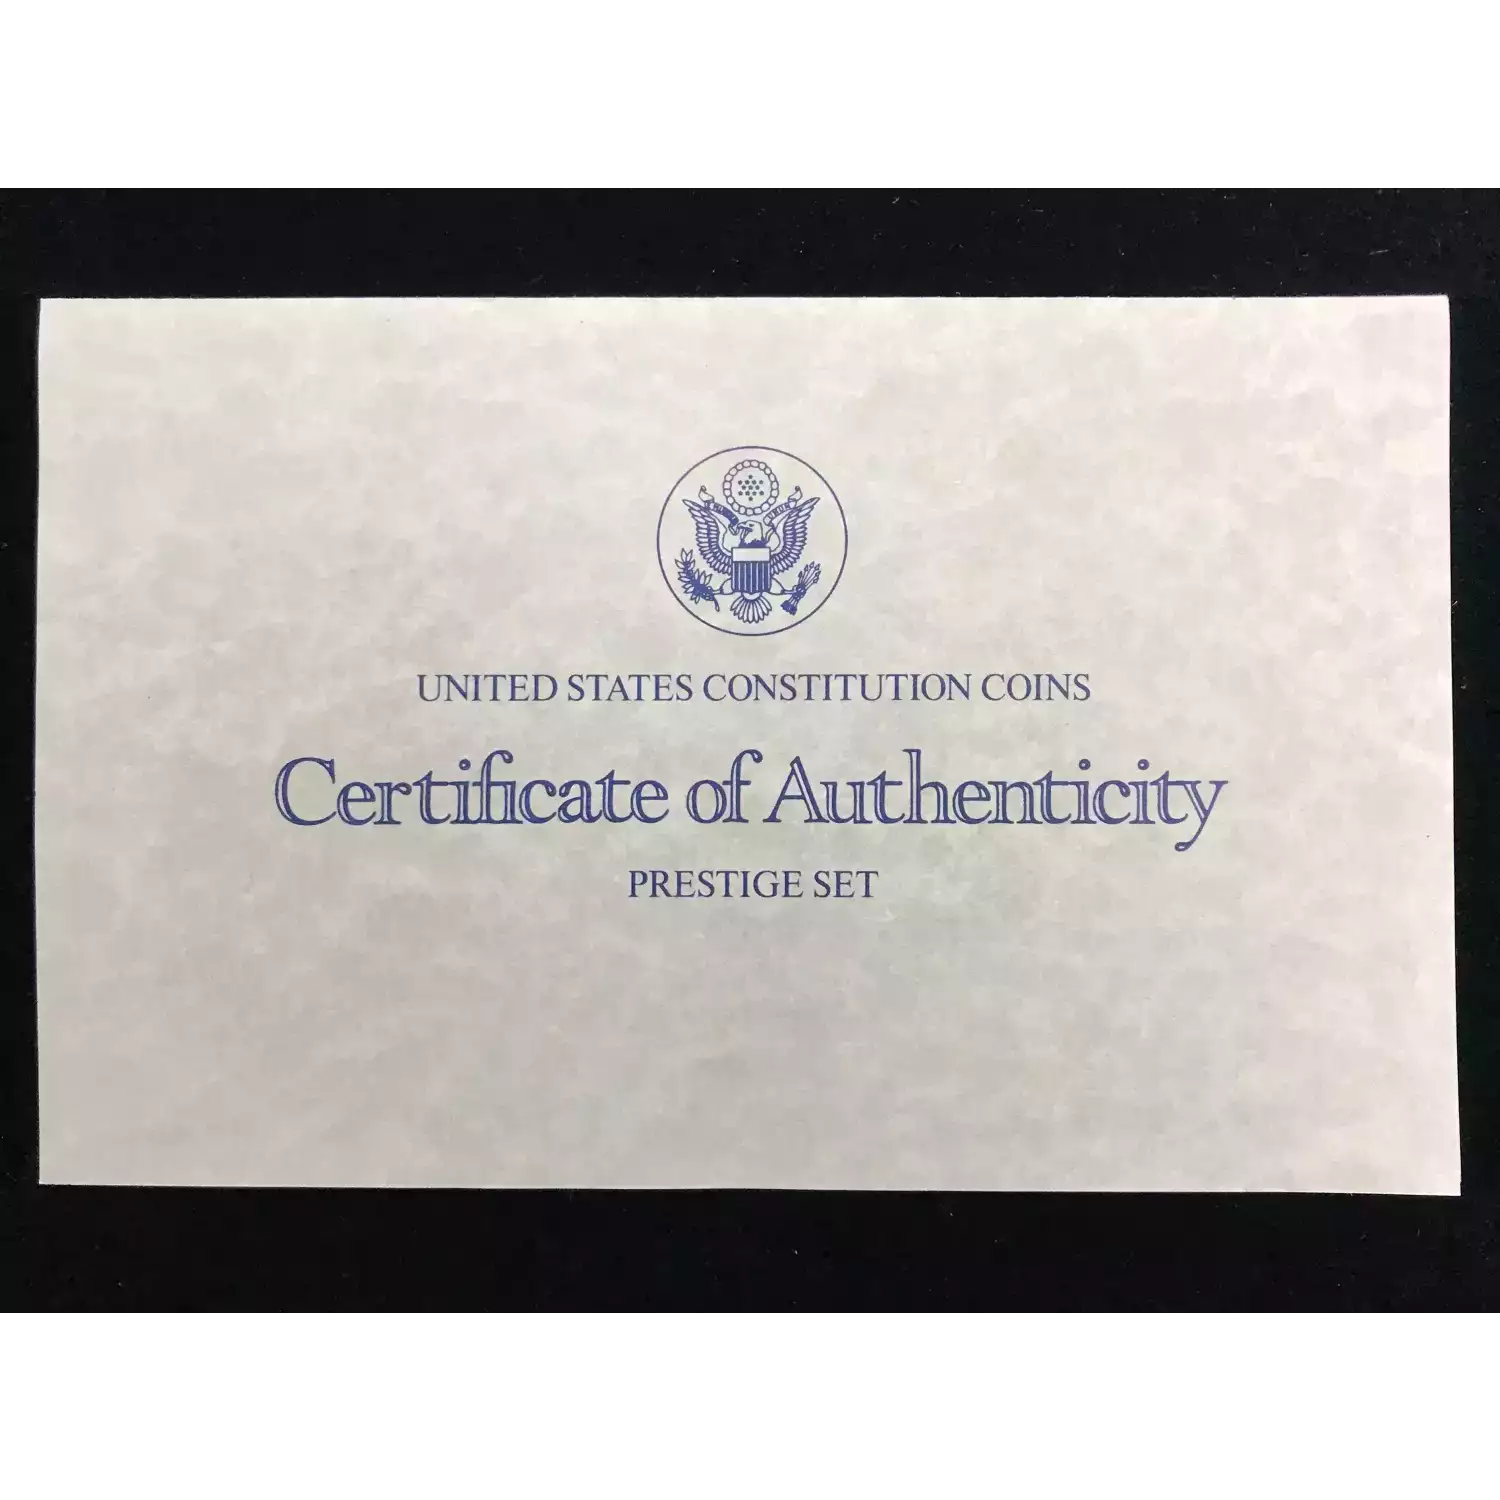 UNITED STATES CONSTITUTION COINS
Certificate of Authenticity
PRESTIGE SET